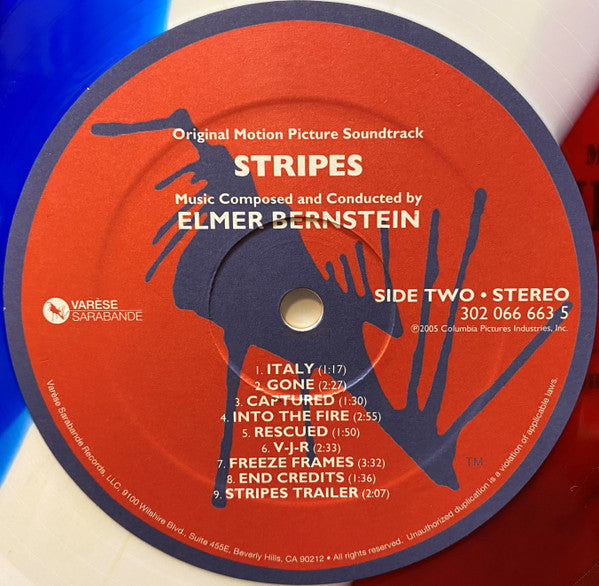 Original Motion Picture Soundtrack
STRIPES
Music Composed and Conducted by
ELMER BERNSTEIN
VARÈSE
SARABANDE
SIDE TWO • STEREO
302 066 663 5
℗2005 Columbia Pictures Industries, Inc.
1. ITALY (1:17)
2. GONE (2:27)
3. CAPTURED (1:30)
4. INTO THE FIRE (2:55)
5. RESCUED (1:50)
6. V-J-R (2:33)
7. FREEZE FRAMES (3:32)
8. END CREDITS (1:36)
9. STRIPES TRAILER (2:07)
TM
Varèse Sarabande Records, LLC, 9100 Wilshire Blvd., Suite 455E, Beverly Hills, CA 90212 • All rights reserved. Unauthorized duplication is a violation of applicable laws.